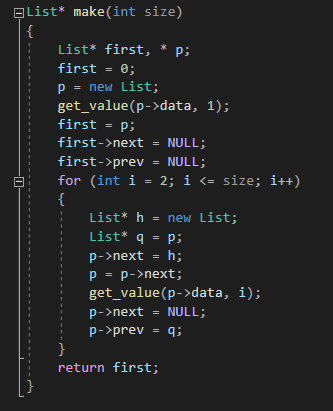 List* make(int size)
{
List* first, * p;
first = 0;
p = new List;
get_value(p->data, 1);
first = p;
first->next = NULL;
first->prev = NULL;
for (int i = 2; i <= size; i++)
{
List* h = new List;
List* q = p;
p->next = h;
p = p->next;
get_value(p->data, i);
p->next = NULL;
p->prev = q;
}
return first;
}